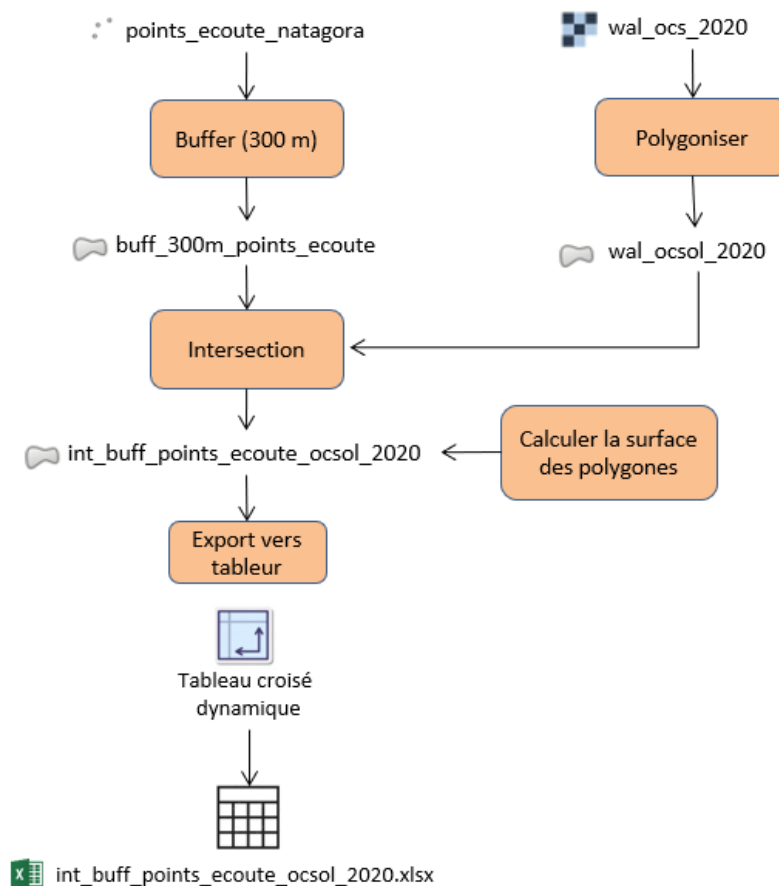 points_ecoute_natagora
wal_ocs_2020
Buffer (300 m)
Polygoniser
buff_300m_points_ecoute
wal_ocsol_2020
Intersection
int_buff_points_ecoute_ocsol_2020
Calculer la surface
des polygones
Export vers
tableur
Tableau croisé
dynamique
int_buff_points_ecoute_ocsol_2020.xlsx